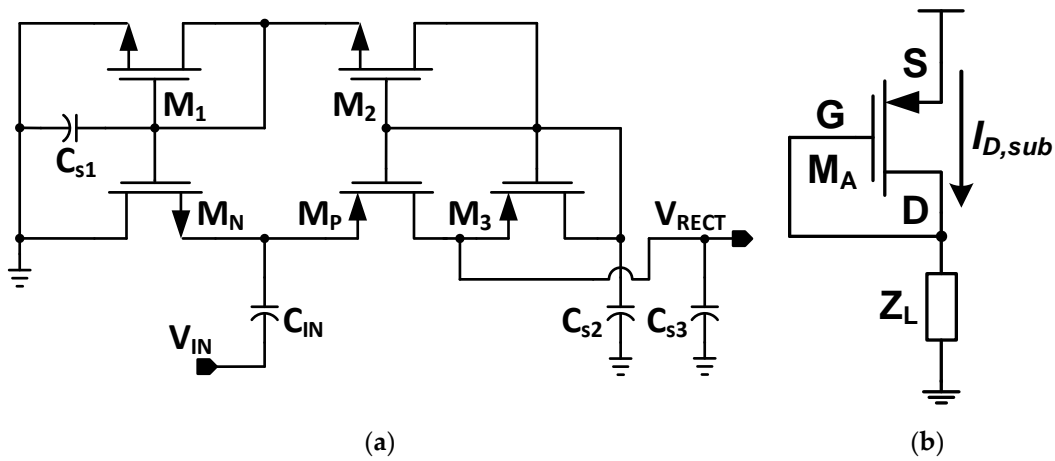 M1
M2
Cs1
MN
MP
M3
VRECT
CIN
VIN
Cs2
Cs3
(a)
S
G
ID,sub
MA
D
ZL
(b)